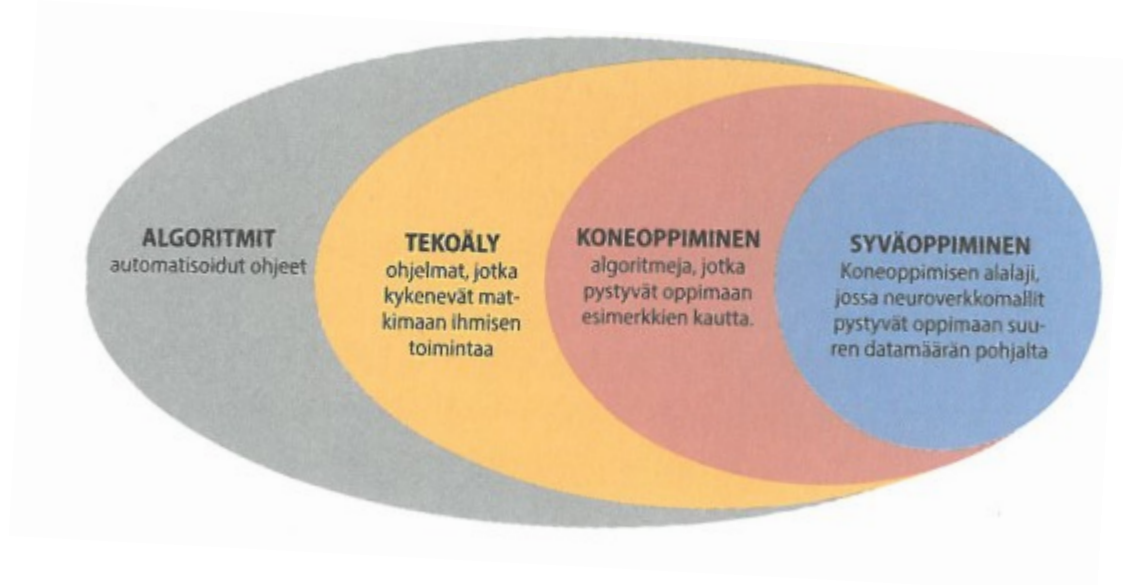 ALGORITMIT
automatisoidut ohjeet
TEKOÄLY
ohjelmat, jotka
kykenevät mat-
kimaan ihmisen
toimintaa
KONEOPPIMINEN
algoritmeja, jotka
pystyvät oppimaan
esimerkkien kautta.
SYVÄOPPIMINEN
Koneoppimisen alalaji,
jossa neuroverkkomallit
pystyvät oppimaan suu-
ren datamäärän pohjalta